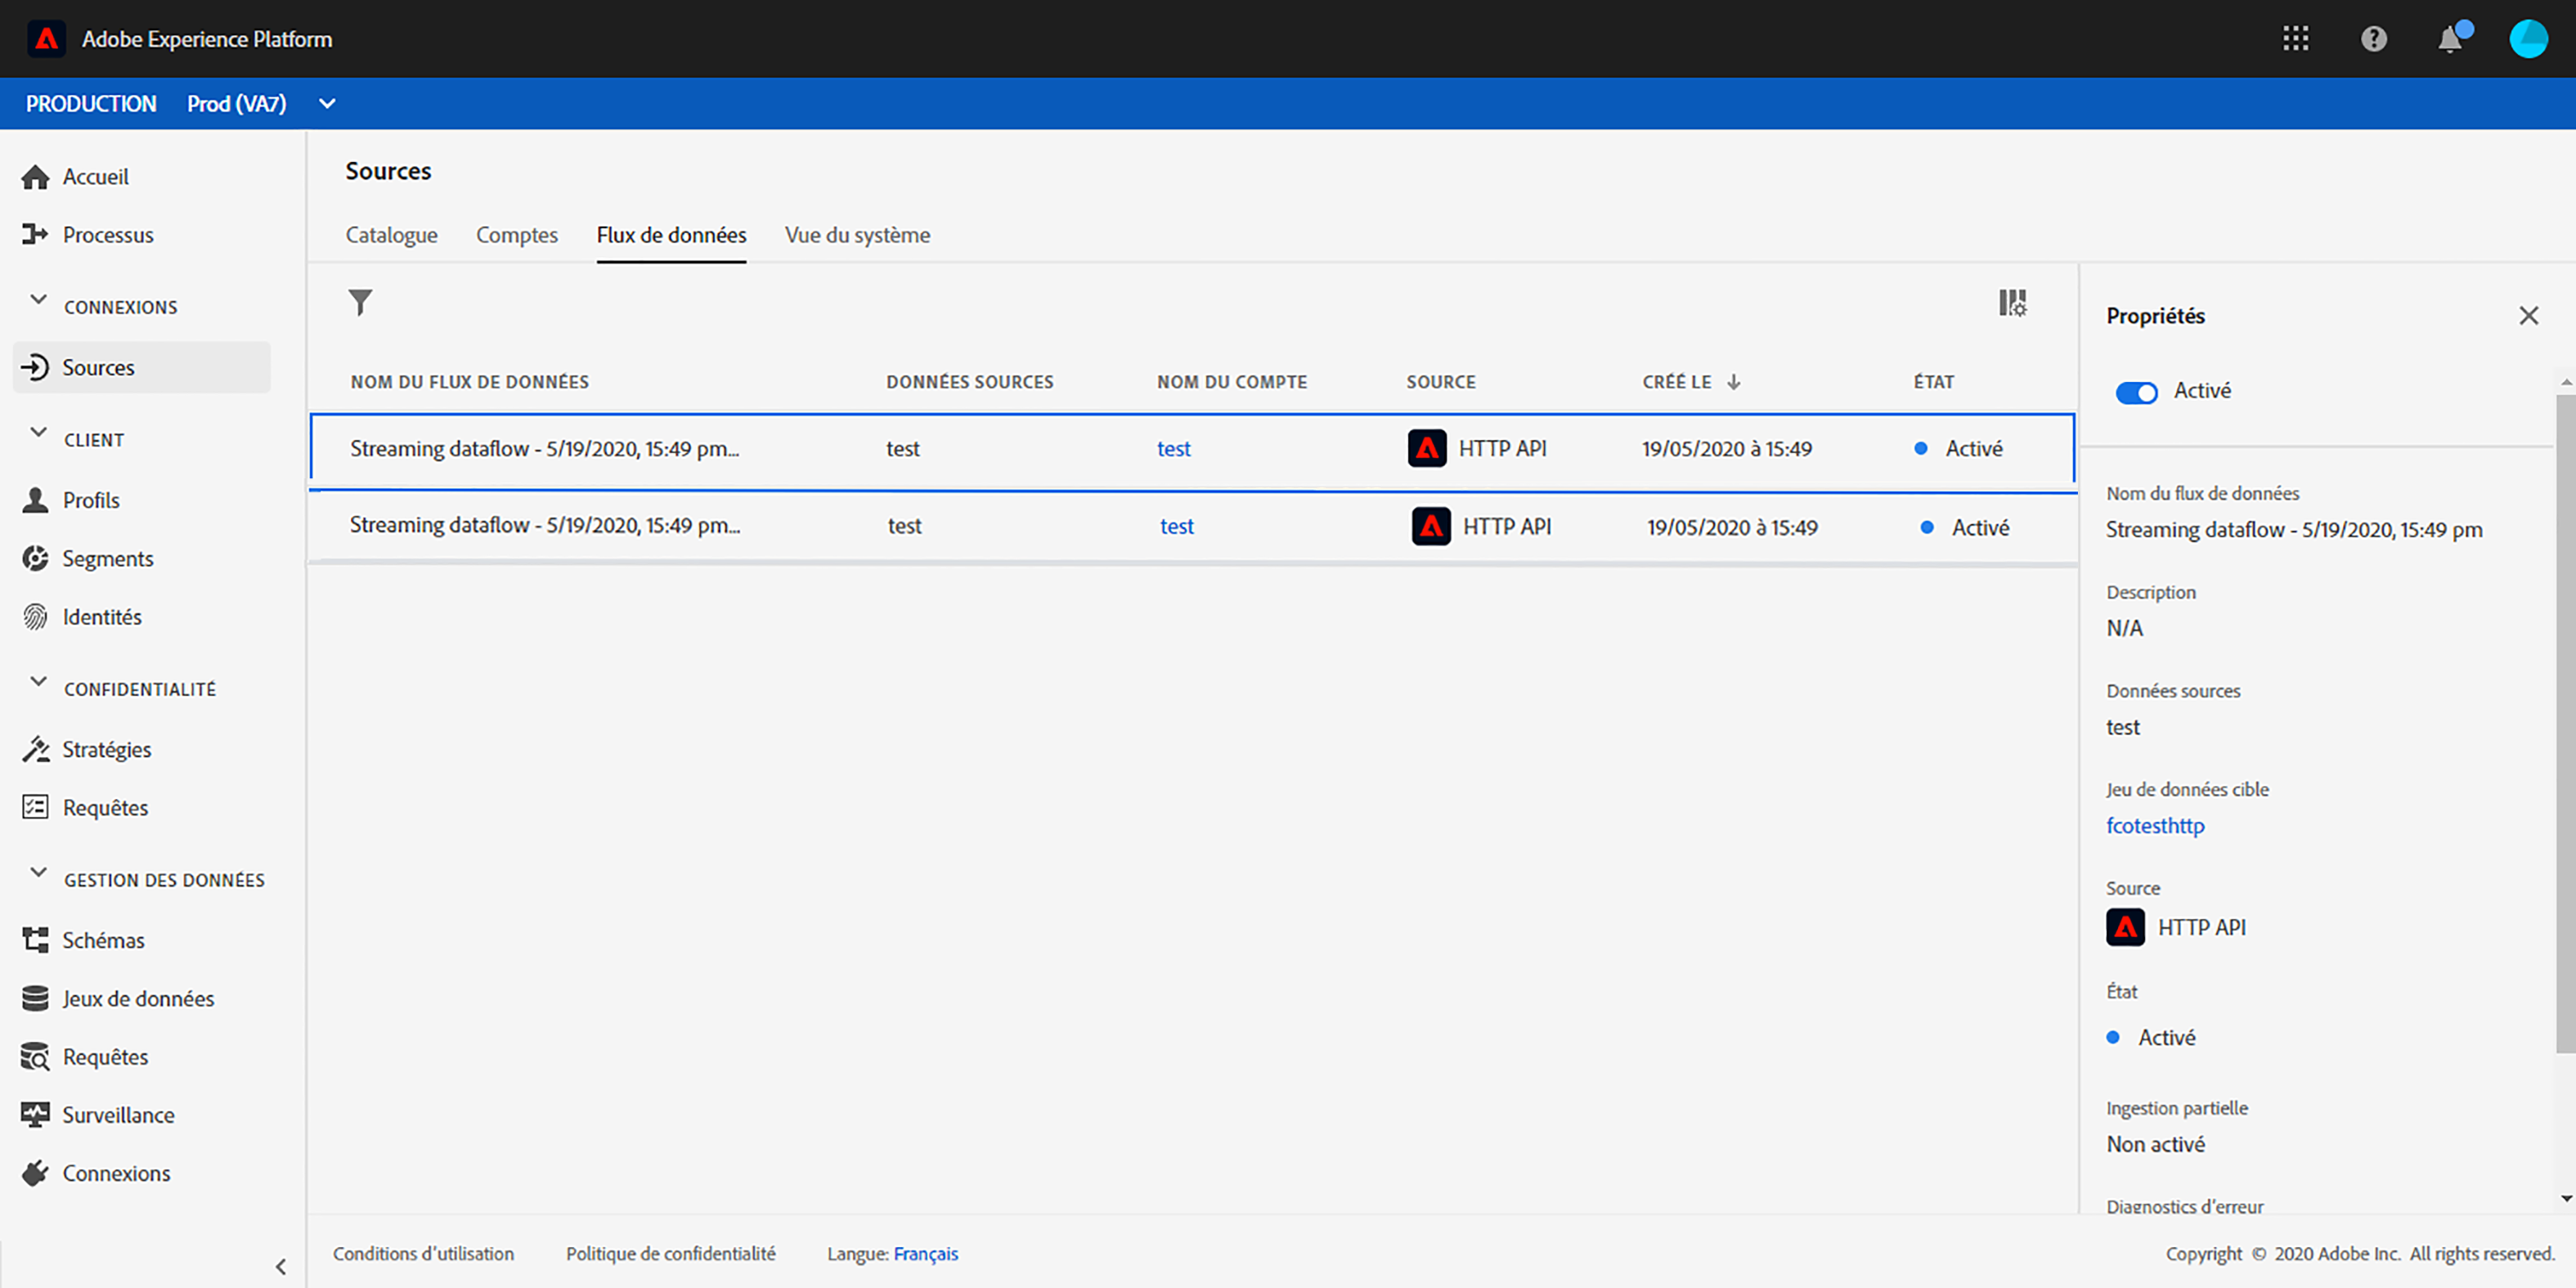 Adobe Experience Platform
PRODUCTION Prod (VA7)
Accueil
Processus
CONNEXIONS
Sources
CLIENT
Profils
Segments
Identités
CONFIDENTIALITÉ
Stratégies
Requêtes
GESTION DES DONNÉES
Schémas
Jeux de données
Requêtes
Surveillance
Connexions
Sources
Catalogue Comptes Flux de données Vue du système
NOM DU FLUX DE DONNÉES DONNÉES SOURCES NOM DU COMPTE SOURCE CRÉÉ LE ÉTAT
Streaming dataflow - 5/19/2020, 15:49 pm... test test HTTP API 19/05/2020 à 15:49 Activé
Streaming dataflow - 5/19/2020, 15:49 pm... test test HTTP API 19/05/2020 à 15:49 Activé
Propriétés
Activé
Nom du flux de données
Streaming dataflow - 5/19/2020, 15:49 pm
Description
N/A
Données sources
test
Jeu de données cible
fcotesthttp
Source
HTTP API
État
Activé
Ingestion partielle
Non activé
Diagnostics d'erreur
Conditions d'utilisation Politique de confidentialité Langue: Français
Copyright © 2020 Adobe Inc. All rights reserved.